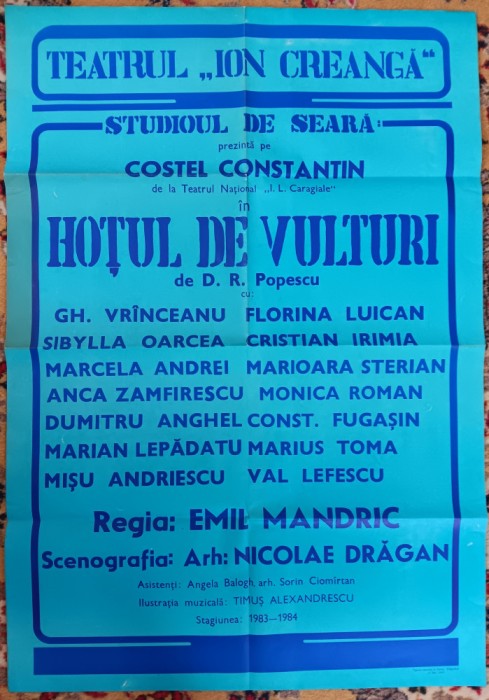 TEATRUL „ION CREANGĂ“
STUDIOUL DE SEARĂ:
prezintă pe
COSTEL CONSTANTIN
de la Teatrul Național „I. L. Caragiale“
în
HOȚUL DE VULTURI
de D. R. Popescu
cu:
GH. VRÎNCEANU FLORINA LUICAN
SIBYLLA OARCEA CRISTIAN IRIMIA
MARCELA ANDREI MARIOARA STERIAN
ANCA ZAMFIRESCU MONICA ROMAN
DUMITRU ANGHEL CONST. FUGAȘIN
MARIAN LEPĂDATU MARIUS TOMA
MIȘU ANDRIESCU VAL LEFESCU
Regia: EMIL MANDRIC
Scenografia: Arh: NICOLAE DRĂGAN
Asistenți: Angela Balogh, arh. Sorin Ciomîrtan
Ilustrația muzicală: TIMUȘ ALEXANDRESCU
Stagiunea: 1983—1984